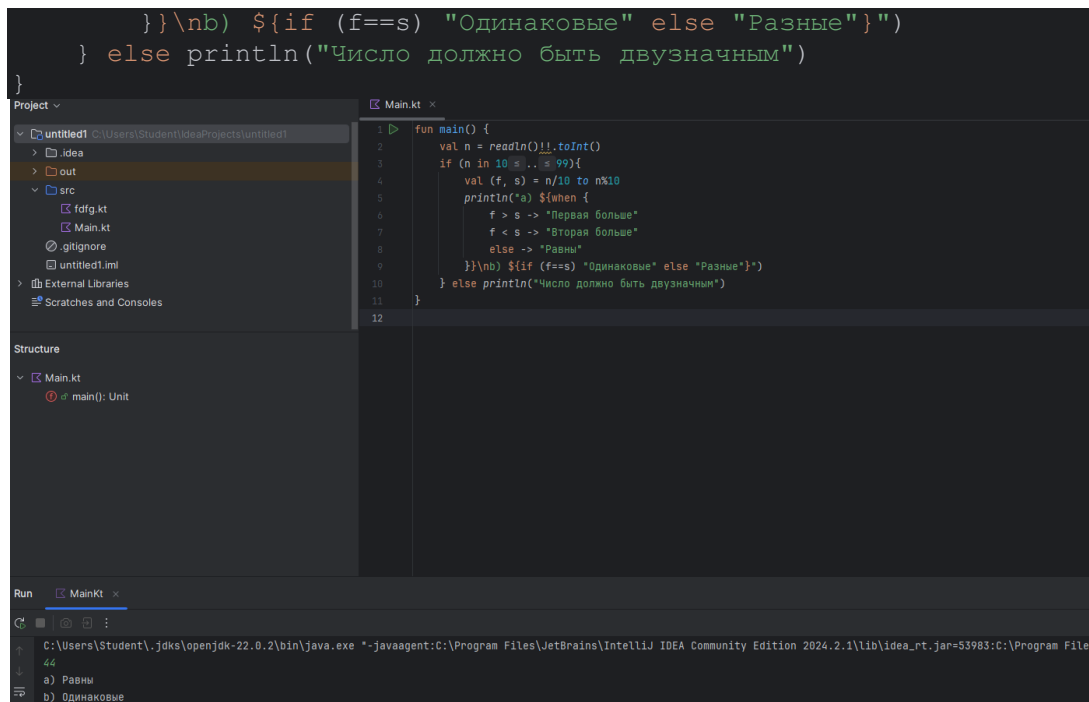 }}\nb) ${if (f==s) "Одинаковые" else "Разные"}")
} else println("Число должно быть двузначным")
}
Project
Main.kt
untitled1 C:\Users\Student\IdeaProjects\untitled1
.idea
out
src
fdfg.kt
Main.kt
.gitignore
untitled1.iml
External Libraries
Scratches and Consoles
1 fun main() {
2 val n = readln()!!.toInt()
3 if (n in 10 ≤ .. ≤ 99){
4 val (f, s) = n/10 to n%10
5 println("a) ${when {
6 f > s -> "Первая больше"
7 f < s -> "Вторая больше"
8 else -> "Равны"
9 }}\nb) ${if (f==s) "Одинаковые" else "Разные"}")
10 } else println("Число должно быть двузначным")
11 }
12
Structure
Main.kt
main(): Unit
Run MainKt
C:\Users\Student\.jdks\openjdk-22.0.2\bin\java.exe "-javaagent:C:\Program Files\JetBrains\IntelliJ IDEA Community Edition 2024.2.1\lib\idea_rt.jar=53983:C:\Program File
44
a) Равны
b) Одинаковые